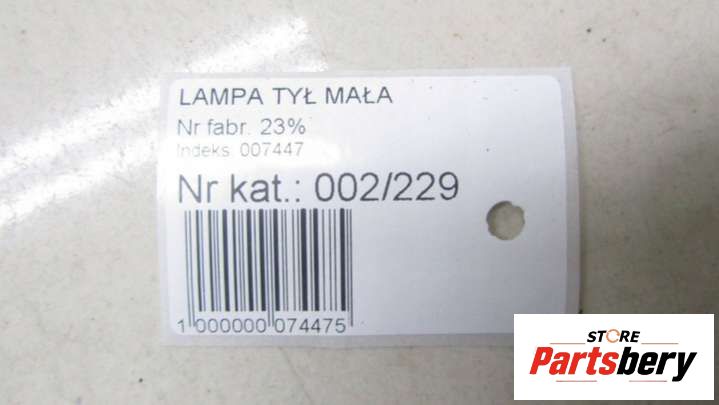 LAMPA TYŁ MAŁA
Nr fabr. 23%
Indeks: 007447
Nr kat.: 002/229
1 000000 074475
STORE
Partsbery